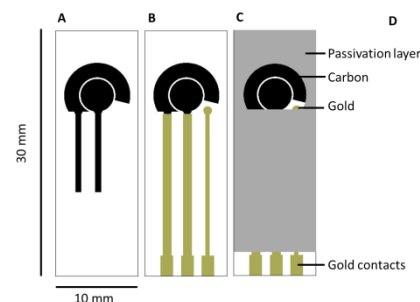 A
B
C
D
Passivation layer
Carbon
Gold
30 mm
Gold contacts
10 mm